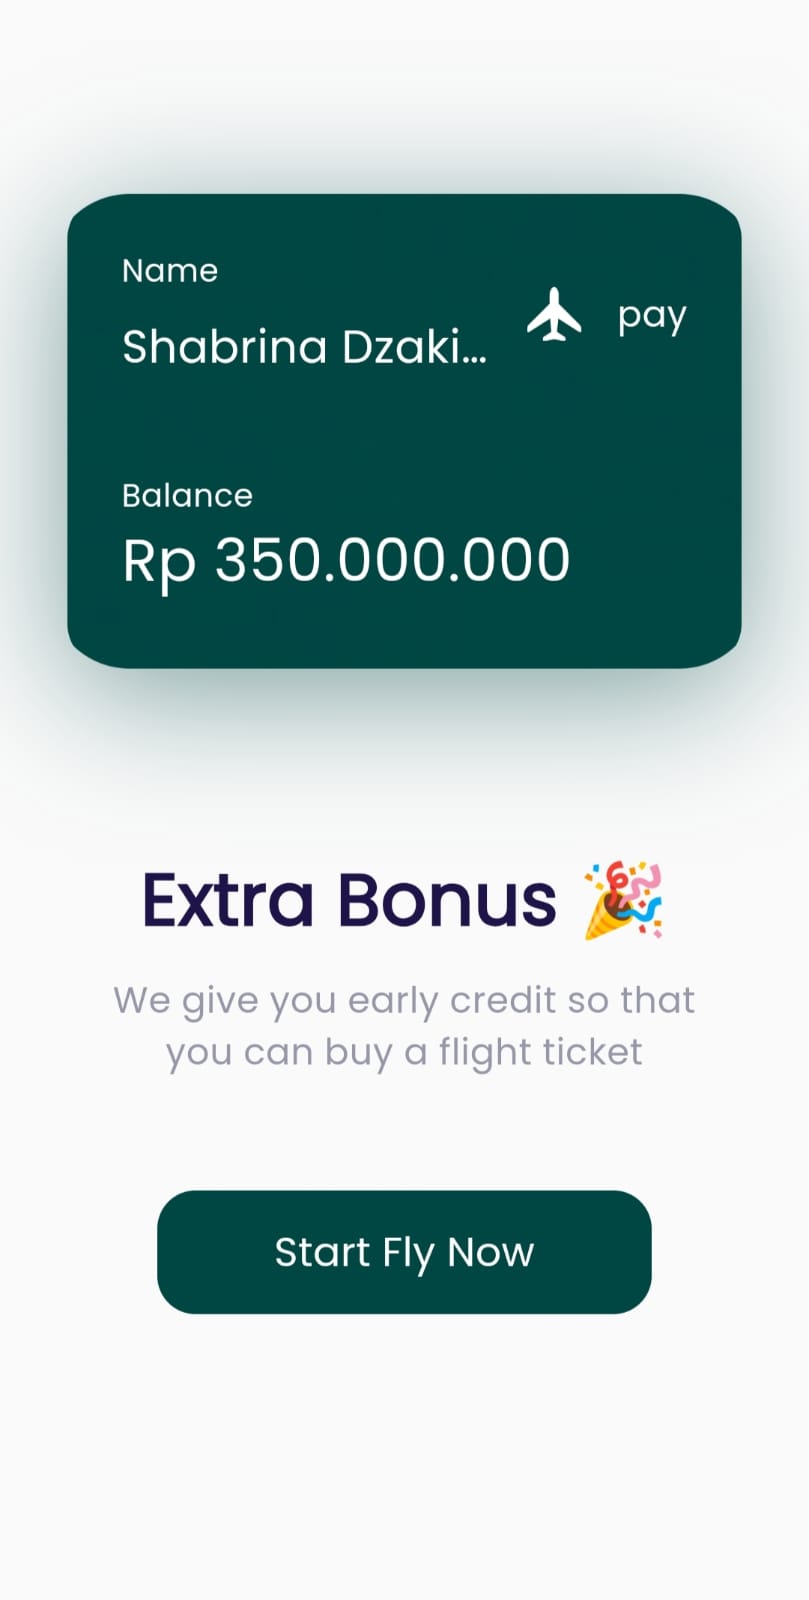 Name
Shabrina Dzaki...
pay
Balance
Rp 350.000.000
Extra Bonus 🎉
We give you early credit so that
you can buy a flight ticket
Start Fly Now